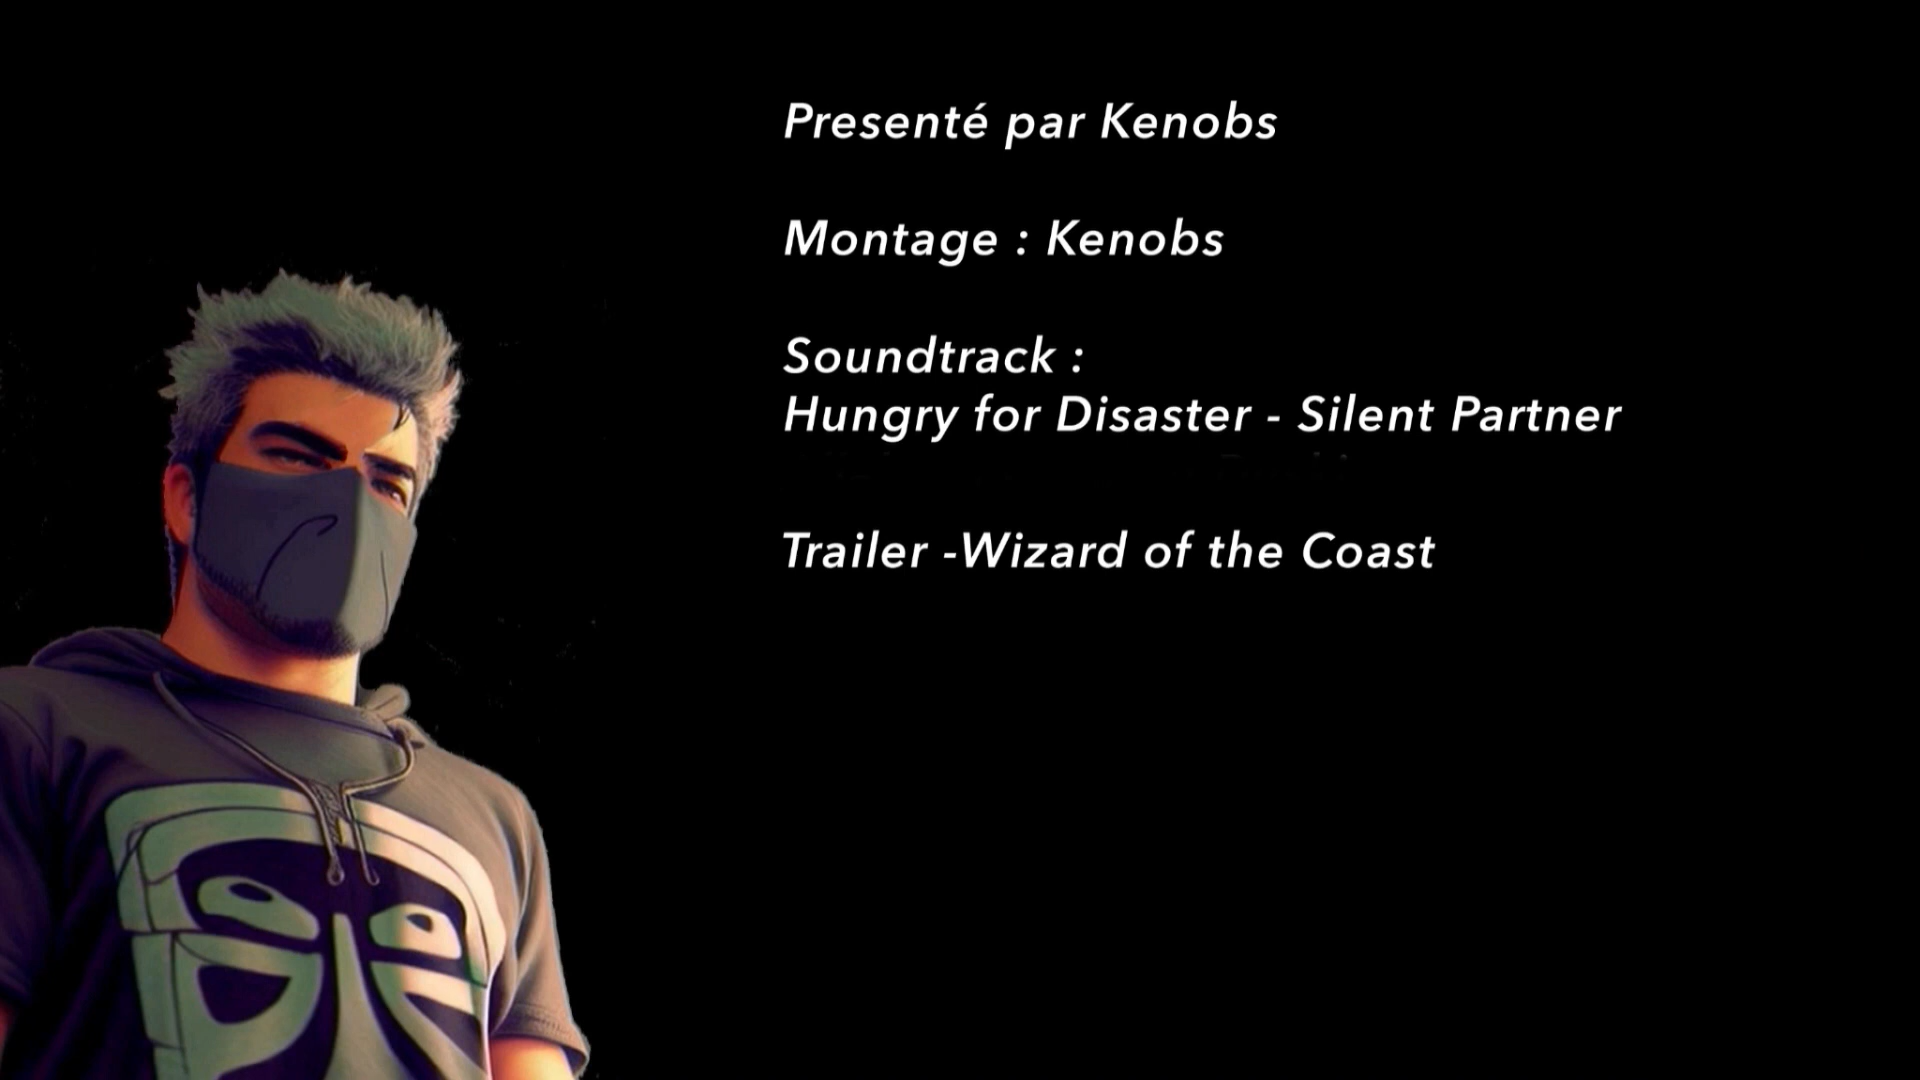 Presenté par Kenobs
Montage : Kenobs
Soundtrack :
Hungry for Disaster - Silent Partner
Trailer -Wizard of the Coast